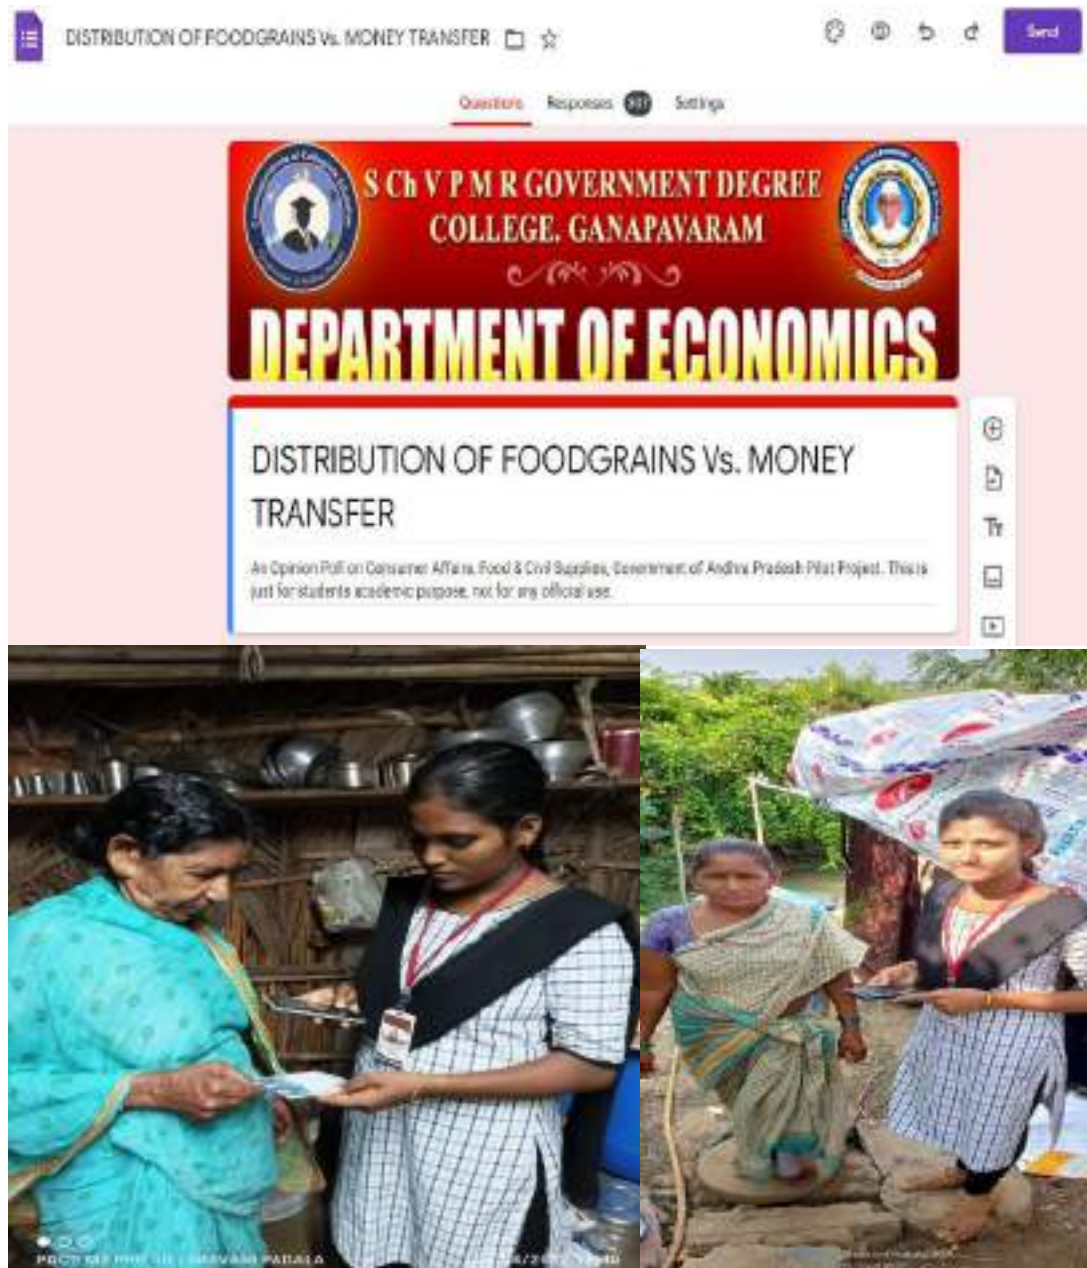 DISTRIBUTION OF FOODGRAINS Vs. MONEY TRANSFER
Send
Questions Responses Settings
S Ch V P M R GOVERNMENT DEGREE
COLLEGE. GANAPAVARAM
DEPARTMENT OF ECONOMICS
DISTRIBUTION OF FOODGRAINS Vs. MONEY
TRANSFER
An Opinion Poll on Consumer Affairs, Food & Civil Supplies, Government of Andhra Pradesh Pilot Project. This is
just for students academic purpose, not for any official use.
PADALA